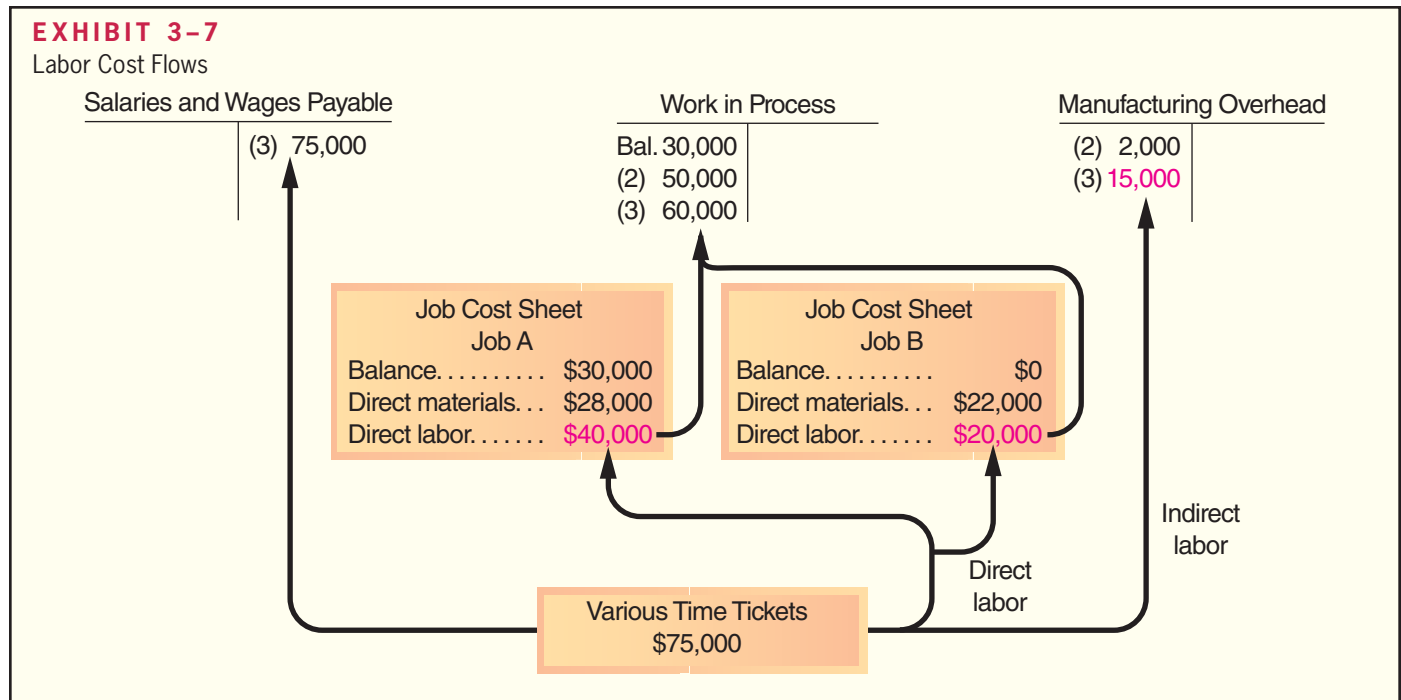 EXHIBIT 3–7
Labor Cost Flows
Salaries and Wages Payable
(3) 75,000
Work in Process
Bal. 30,000
(2) 50,000
(3) 60,000
Manufacturing Overhead
(2) 2,000
(3) 15,000
Job Cost Sheet
Job A
Balance. . . . . . . . . . $30,000
Direct materials. . . $28,000
Direct labor. . . . . . . $40,000
Job Cost Sheet
Job B
Balance. . . . . . . . . . $0
Direct materials. . . $22,000
Direct labor. . . . . . . $20,000
Indirect
labor
Direct
labor
Various Time Tickets
$75,000